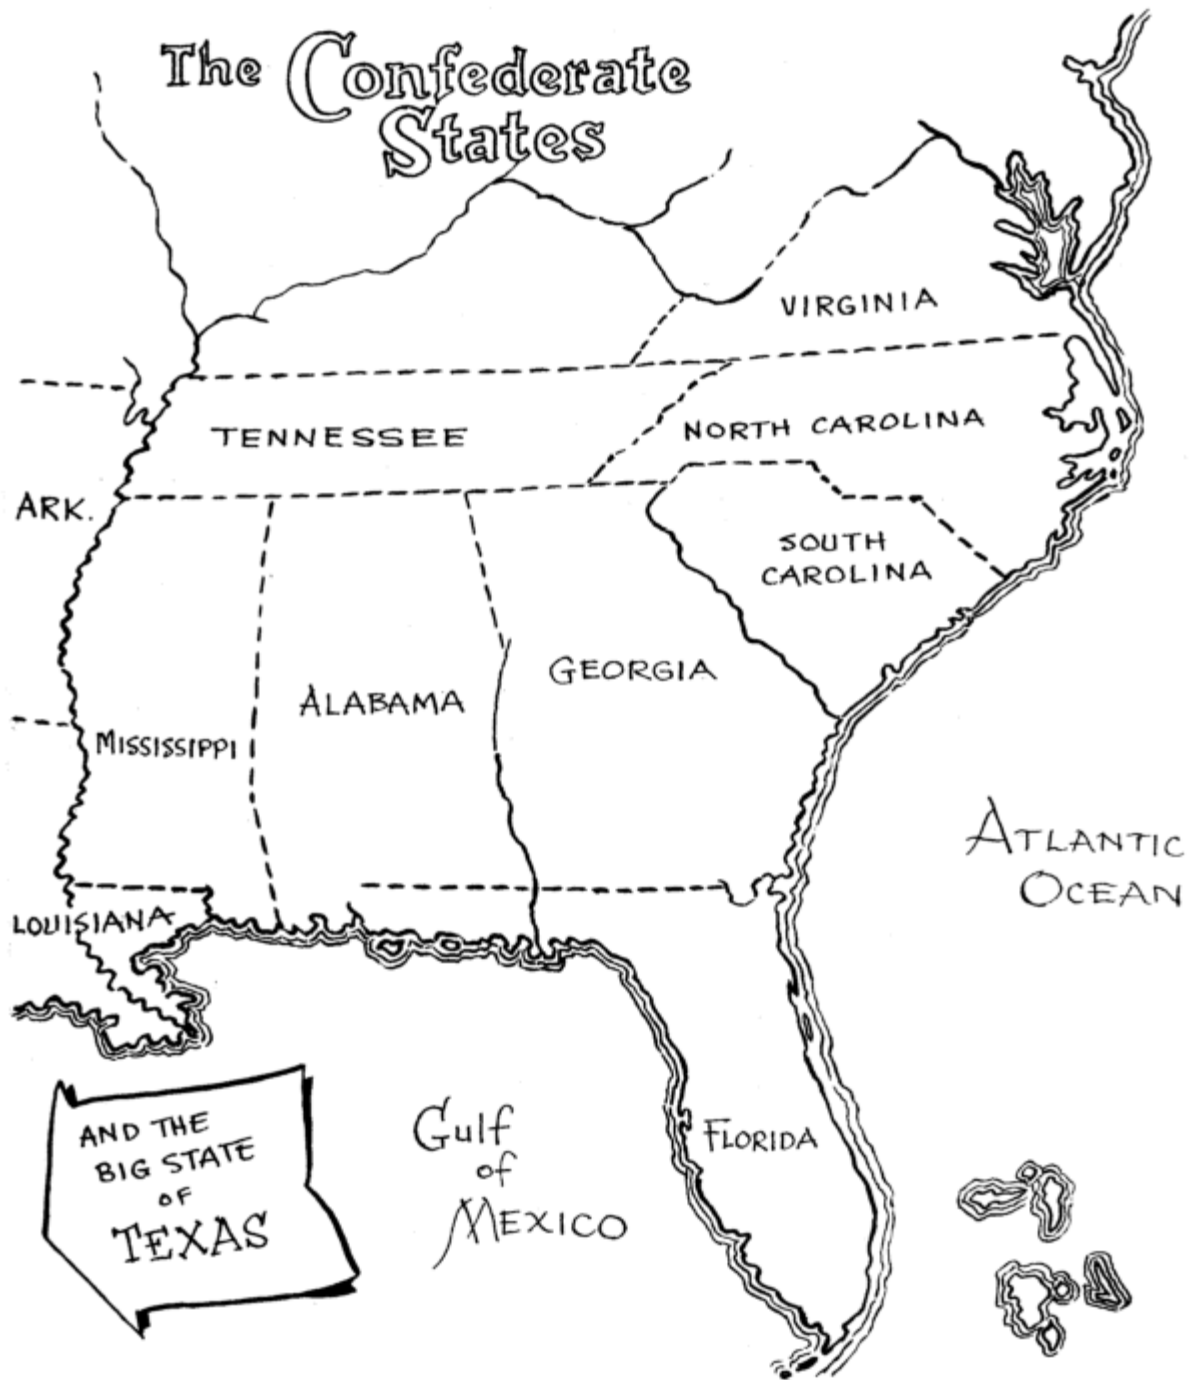 The Confederate
States
VIRGINIA
TENNESSEE
NORTH CAROLINA
ARK.
SOUTH
CAROLINA
GEORGIA
ALABAMA
MISSISSIPPI
ATLANTIC
OCEAN
LOUISIANA
AND THE
BIG STATE
OF
TEXAS
Gulf
of
MEXICO
FLORIDA